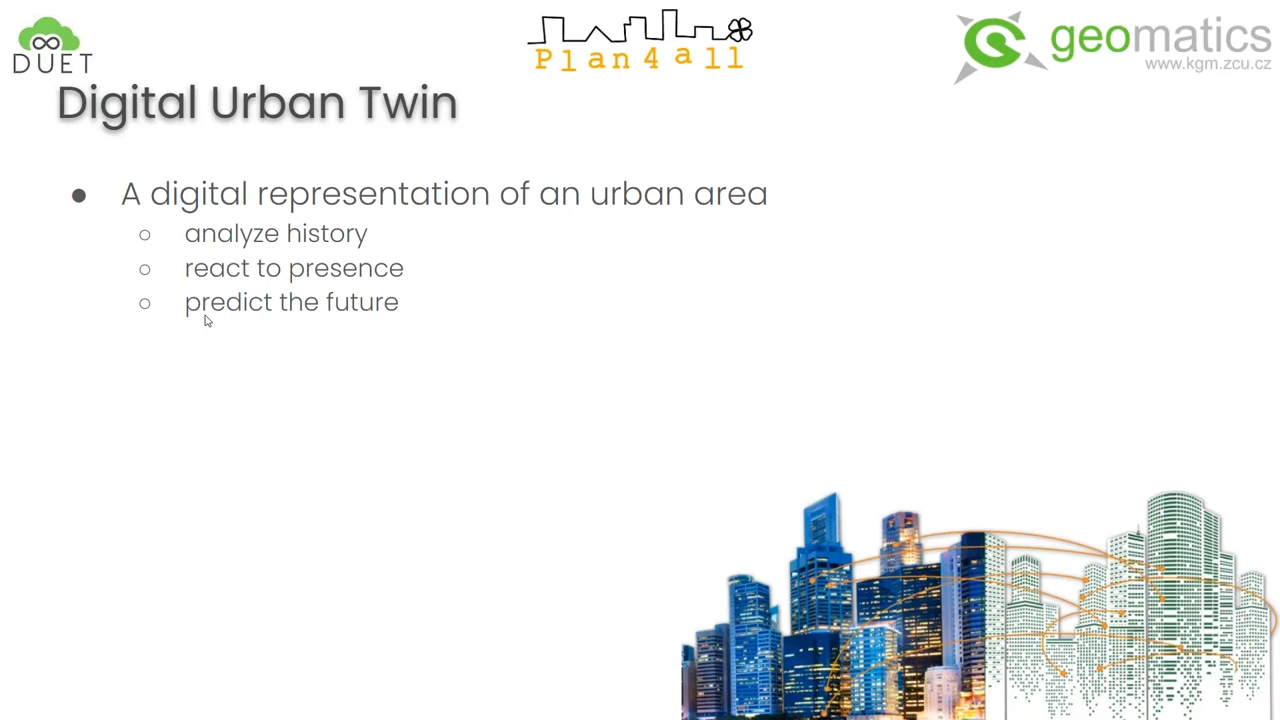 DUET
Plan4all
geomatics
www.kgm.zcu.cz
Digital Urban Twin
● A digital representation of an urban area
○ analyze history
○ react to presence
○ predict the future